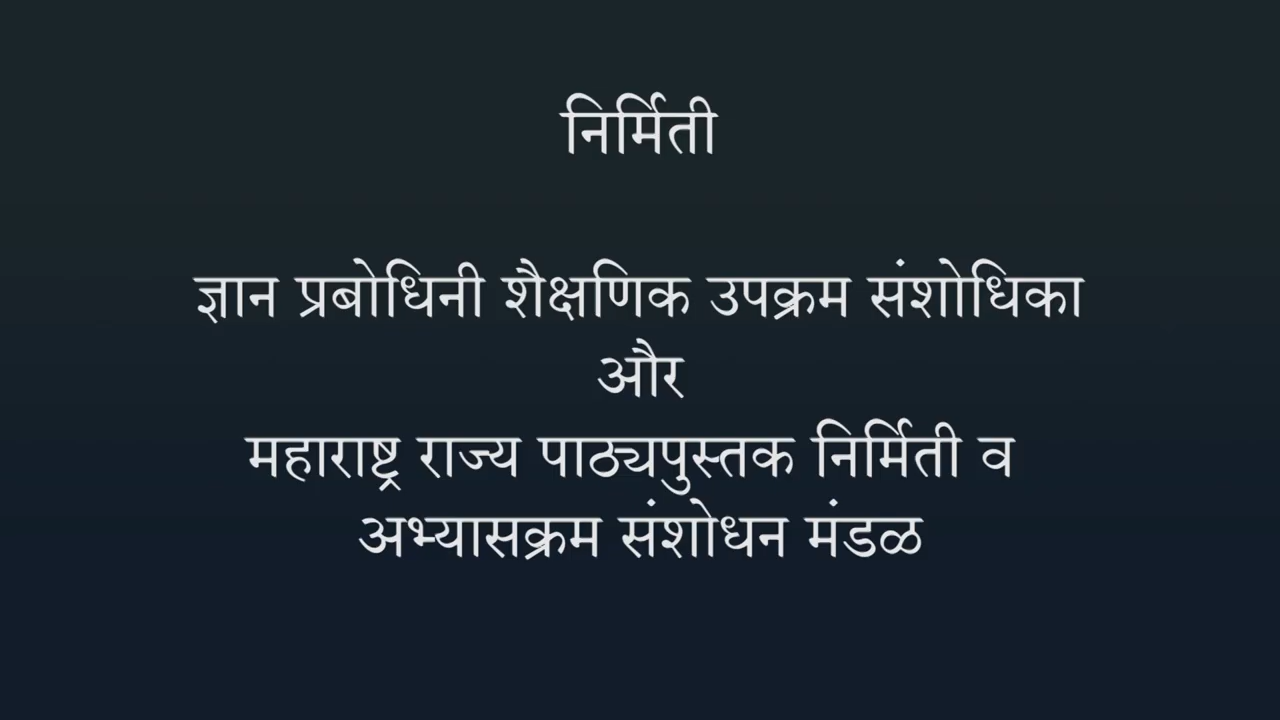 निर्मिती
ज्ञान प्रबोधिनी शैक्षणिक उपक्रम संशोधिका
और
महाराष्ट्र राज्य पाठ्यपुस्तक निर्मिती व
अभ्यासक्रम संशोधन मंडळ